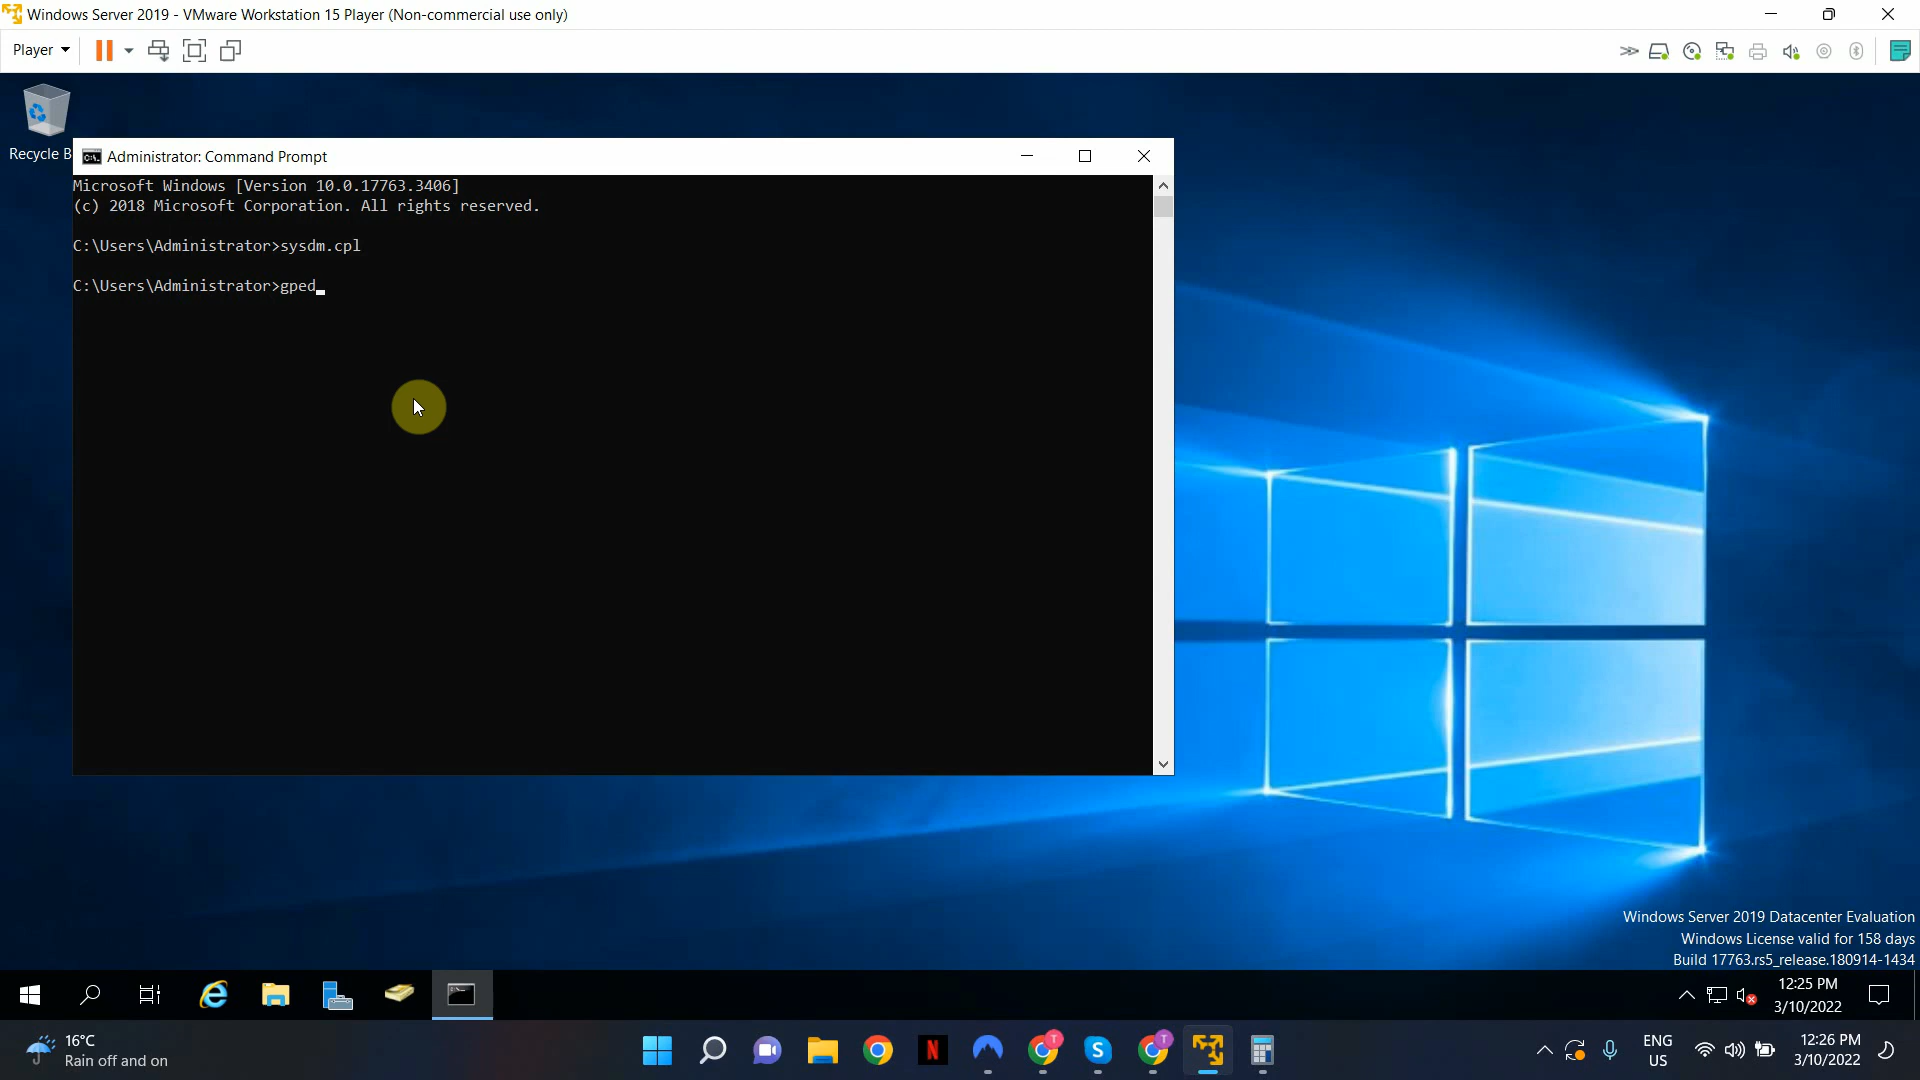 Windows Server 2019 - VMware Workstation 15 Player (Non-commercial use only)
Player
Recycle B
Administrator: Command Prompt
Microsoft Windows [Version 10.0.17763.3406]
(c) 2018 Microsoft Corporation. All rights reserved.
C:\Users\Administrator>sysdm.cpl
C:\Users\Administrator>gped_
Windows Server 2019 Datacenter Evaluation
Windows License valid for 158 days
Build 17763.rs5_release.180914-1434
12:25 PM
3/10/2022
16°C
Rain off and on
N
T
S
T
ENG
US
12:26 PM
3/10/2022